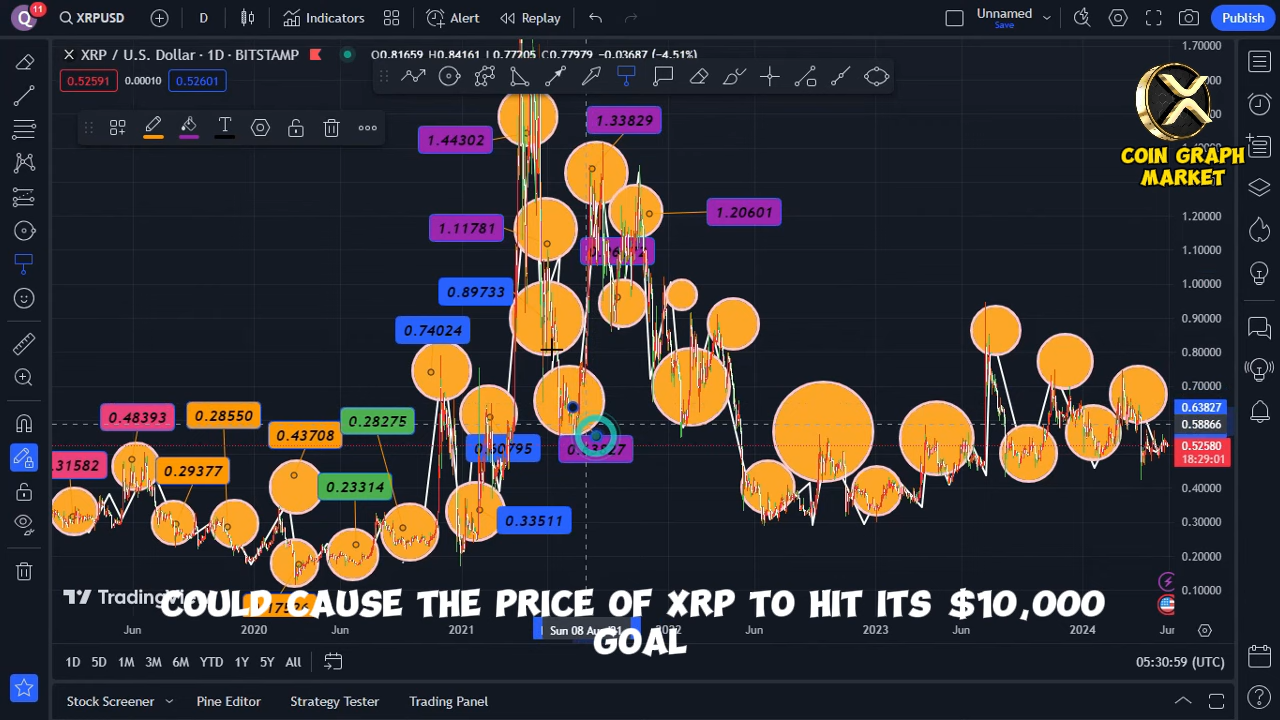 Q
11
XRPUSD
D
Indicators
Alert
Replay
Unnamed
Save
Publish
XRP / U.S. Dollar · 1D · BITSTAMP
O0.81659 H0.84161 L0.77205 C0.77979 −0.03687 (−4.51%)
0.52591
0.00010
0.52601
1.70000
COIN GRAPH
MARKET
1.33829
1.44302
1.20601
1.11781
0.89733
0.74024
0.48393
0.28550
0.43708
0.28275
0.29377
0.23314
0.33511
1.20000
1.10000
1.00000
0.90000
0.80000
0.70000
0.63827
0.58866
0.52580
18:29:01
0.40000
0.30000
0.20000
0.10000
COULD CAUSE THE PRICE OF XRP TO HIT ITS $10,000
GOAL
Jun
2020
Jun
2021
Sun 08 Aug '21
2022
Jun
2023
Jun
2024
1D 5D 1M 3M 6M YTD 1Y 5Y All
05:30:59 (UTC)
Stock Screener
Pine Editor
Strategy Tester
Trading Panel